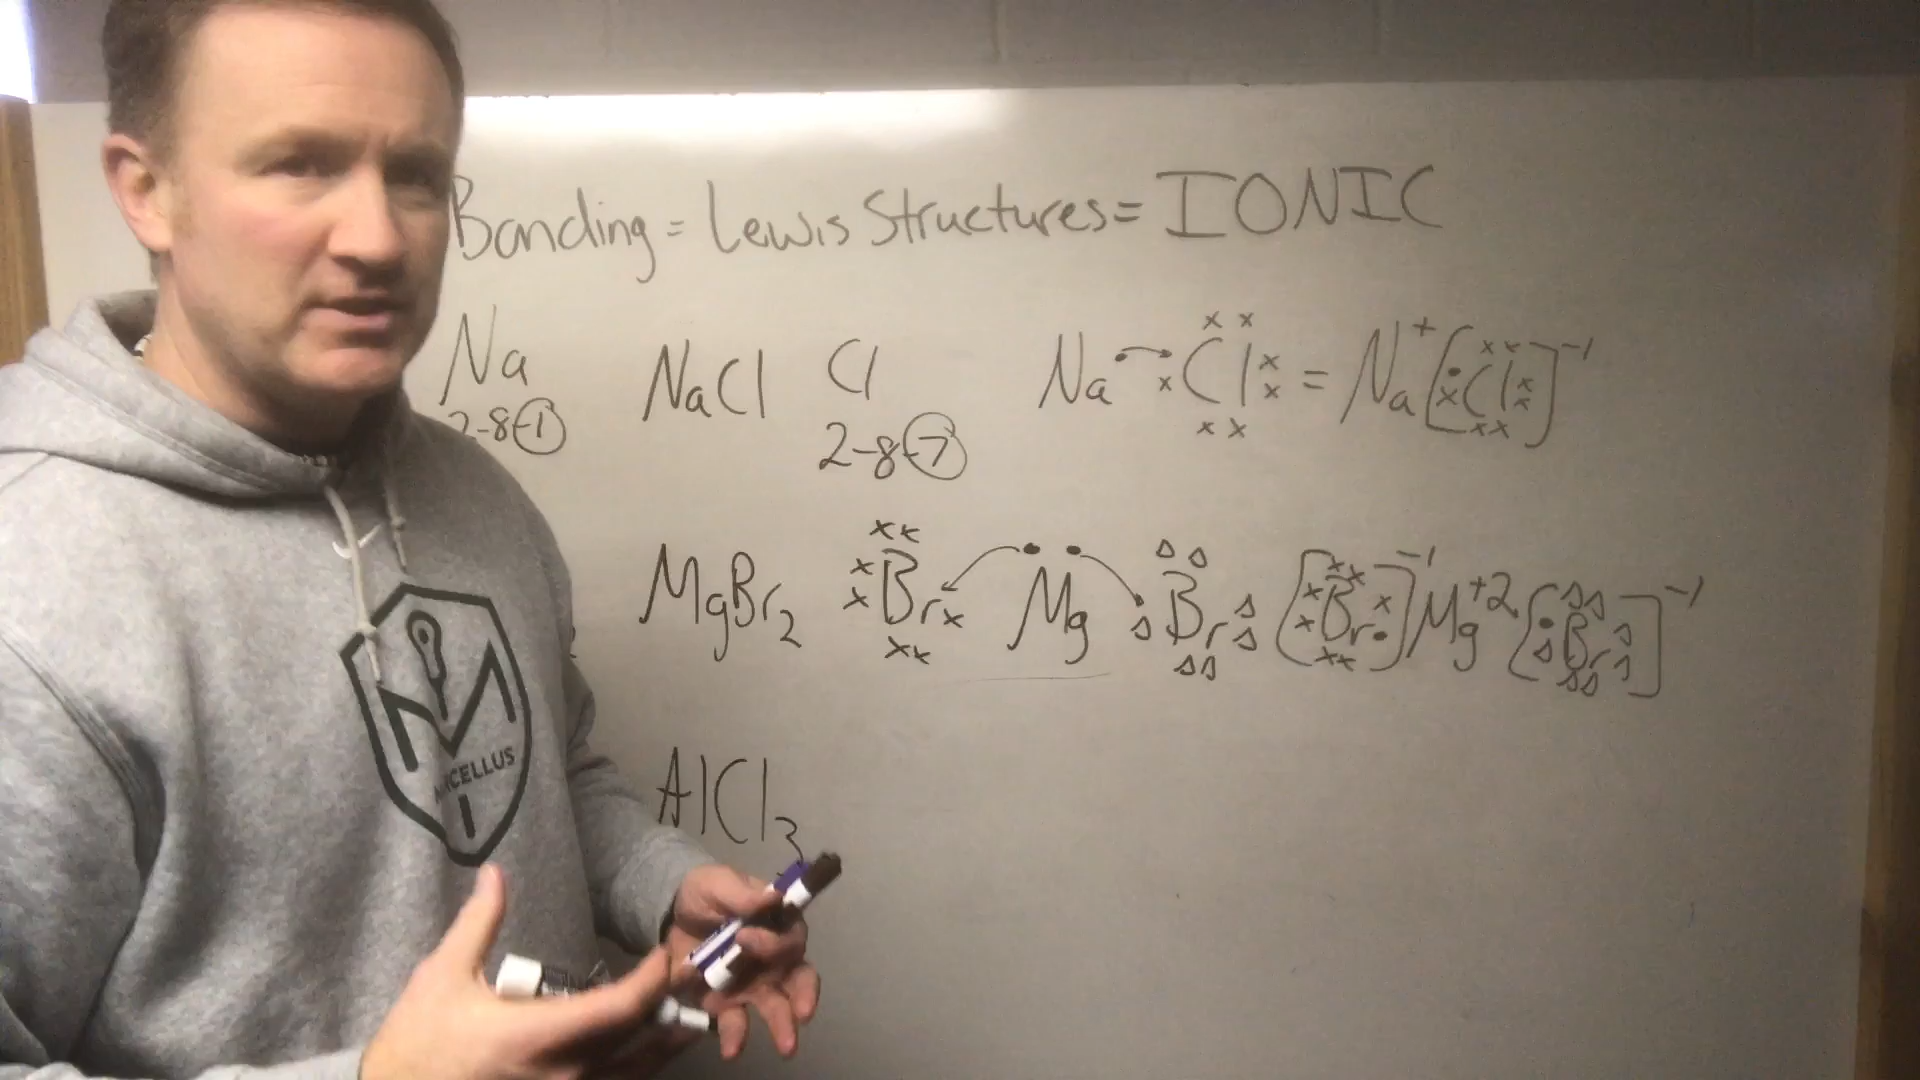 Bonding = Lewis Structures = IONIC
Na NaCl Cl Na • x Cl x x x x x x = Na+ [• x Cl x x x x x x]-1
2-8-1 2-8-7
MgBr2 x x x x Br x x x • • Mg Δ Δ Δ Br Δ Δ Δ Δ [x x x x Br x • x x]-1 Mg+2 [• Δ Δ Δ Br Δ Δ Δ Δ]-1
AlCl3
M